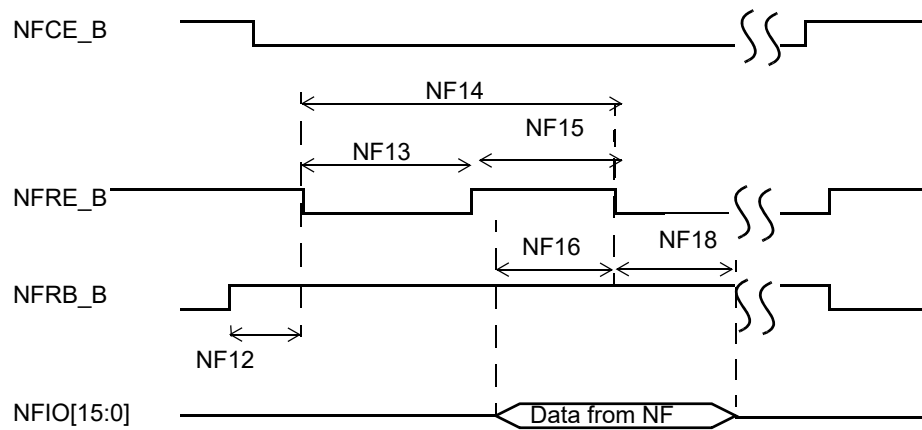 NFCE_B
NF14
NF15
NF13
NFRE_B
NF16
NF18
NFRB_B
NF12
NFIO[15:0]
Data from NF